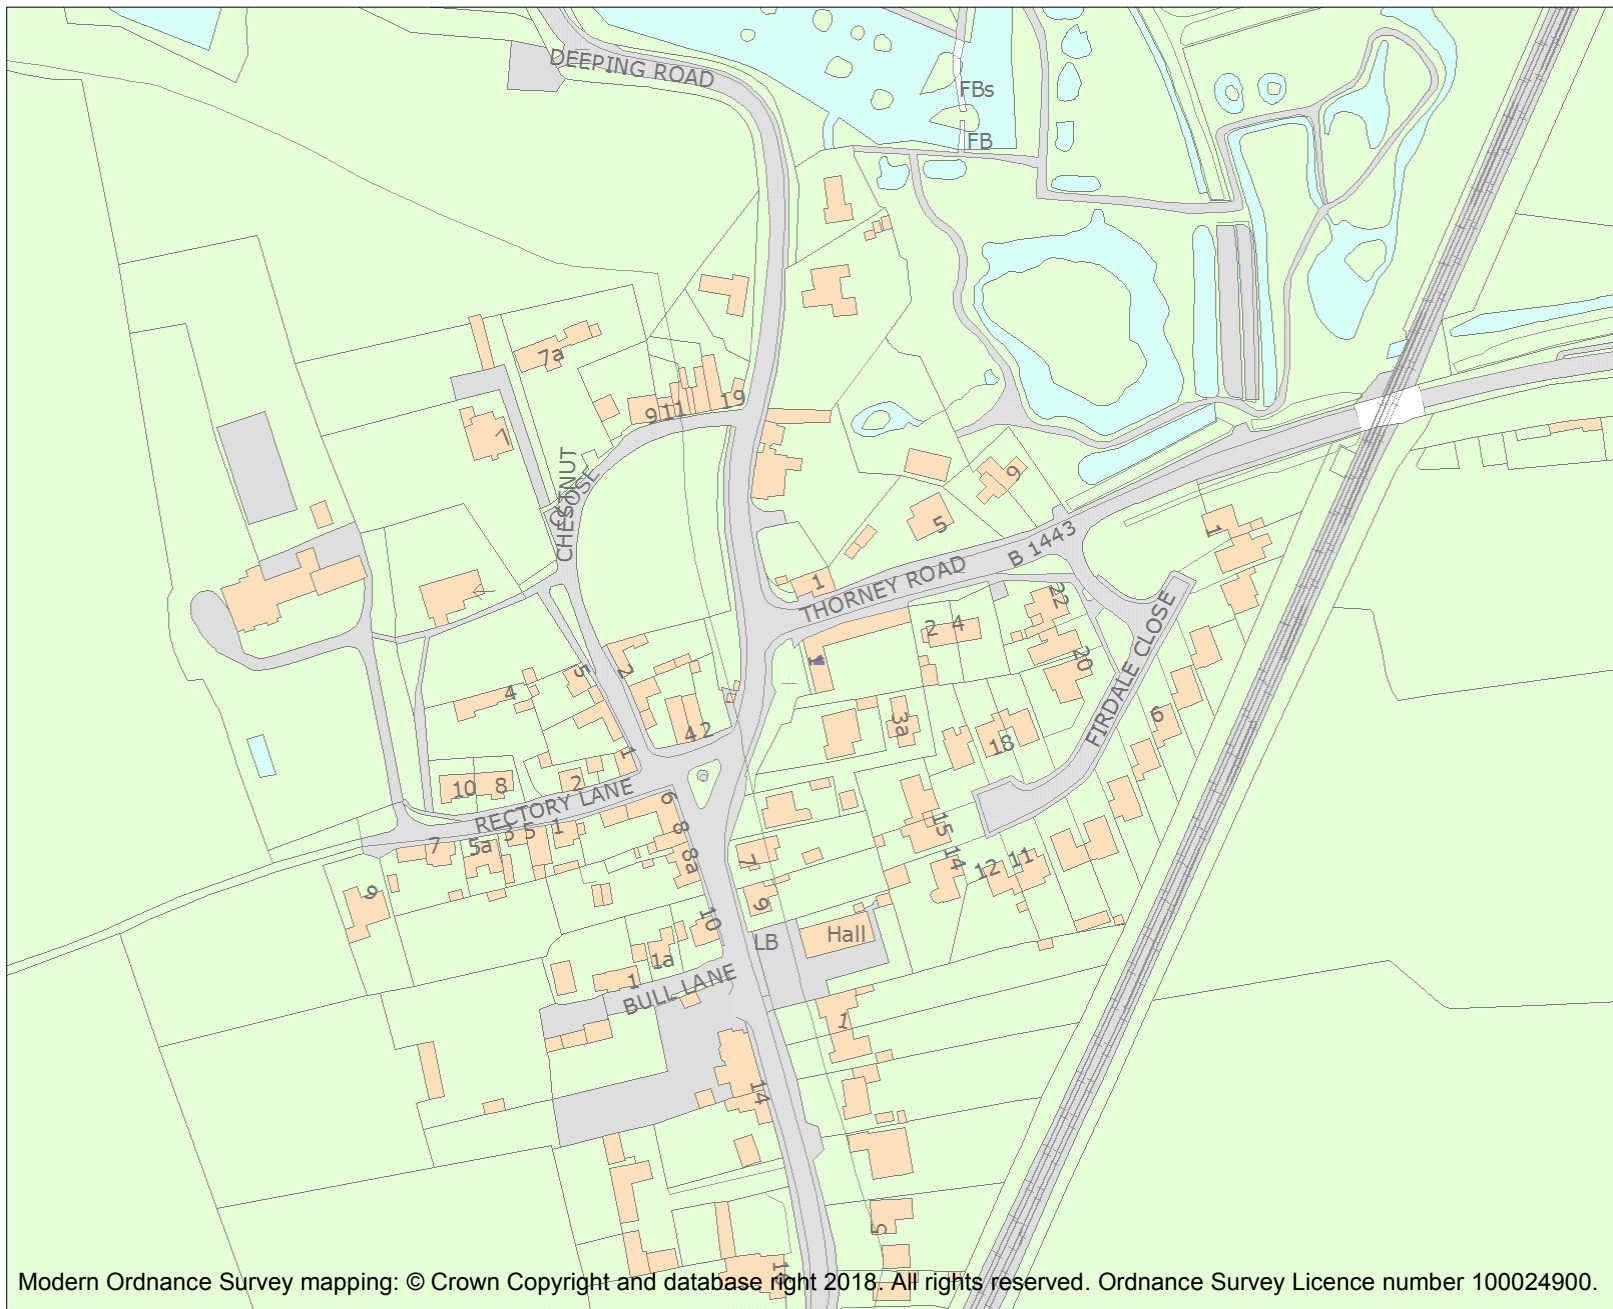 DEEPING ROAD
FBs
FB
7a
9 11 19
7
CHESTNUT
CLOSE
9
5
1
B 1443
1
THORNEY ROAD
22
2 4
1
20
FIRDALE CLOSE
2
5
4
3a
6
18
4 2
1
10 8
2
RECTORY LANE
6
7
5a
3 5 1
8
8a
15
14
12 11
7
9
9
10
LB
Hall
1a
1
BULL LANE
1
14
5
Modern Ordnance Survey mapping: © Crown Copyright and database right 2018. All rights reserved. Ordnance Survey Licence number 100024900.